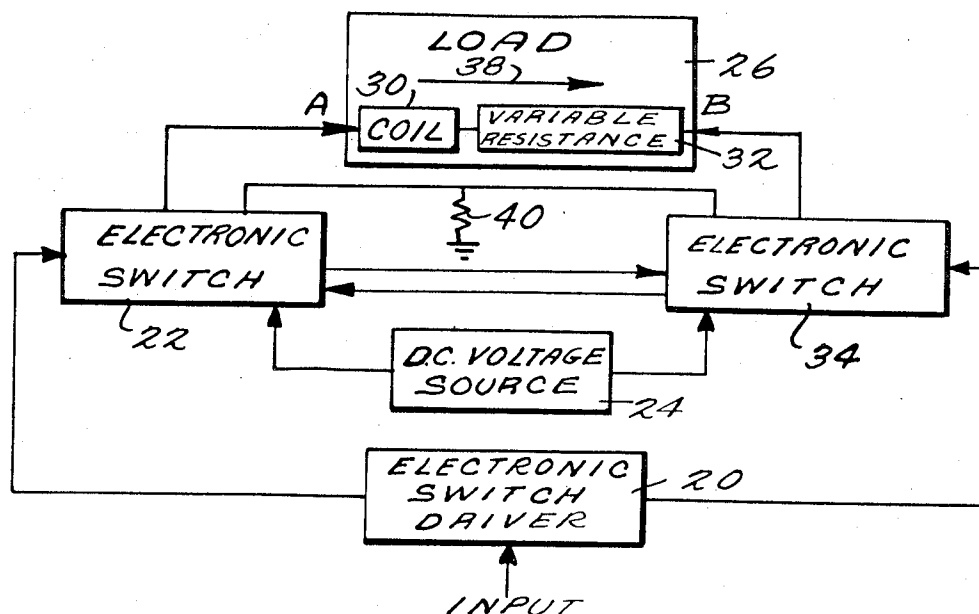 LOAD
38
26
30
A
B
COIL
VARIABLE
RESISTANCE
32
40
ELECTRONIC
SWITCH
22
ELECTRONIC
SWITCH
34
D.C. VOLTAGE
SOURCE
24
ELECTRONIC
SWITCH
DRIVER
20
INPUT